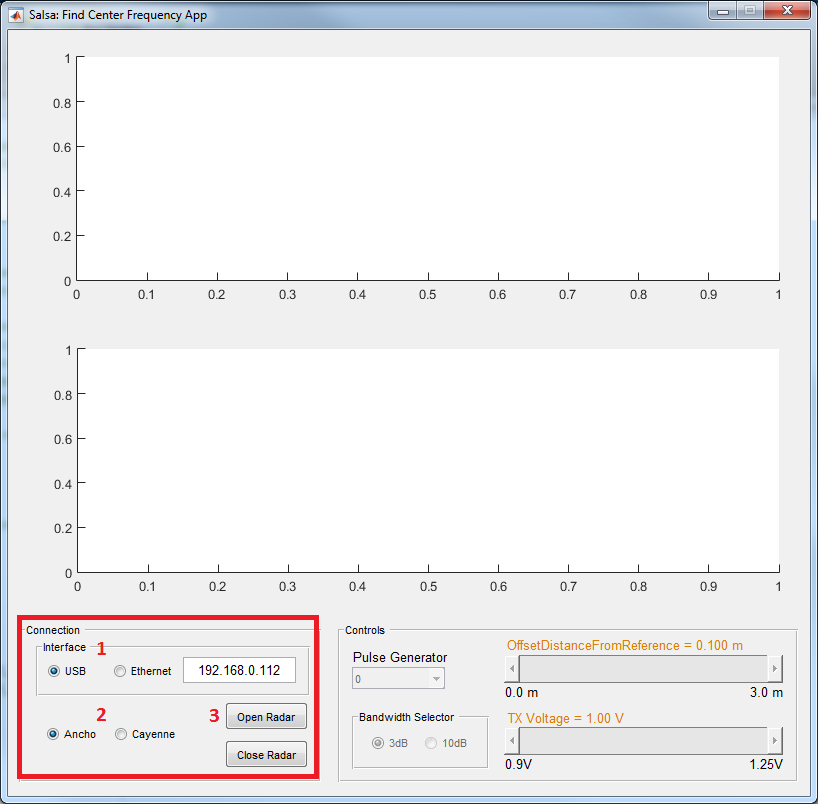 Salsa: Find Center Frequency App
1
0.8
0.6
0.4
0.2
0
0 0.1 0.2 0.3 0.4 0.5 0.6 0.7 0.8 0.9 1
1
0.8
0.6
0.4
0.2
0
0 0.1 0.2 0.3 0.4 0.5 0.6 0.7 0.8 0.9 1
Connection
Interface 1
USB Ethernet 192.168.0.112
2 3 Open Radar
Ancho Cayenne
Close Radar
Controls
Pulse Generator
0
Bandwidth Selector
3dB 10dB
OffsetDistanceFromReference = 0.100 m
0.0 m 3.0 m
TX Voltage = 1.00 V
0.9V 1.25V